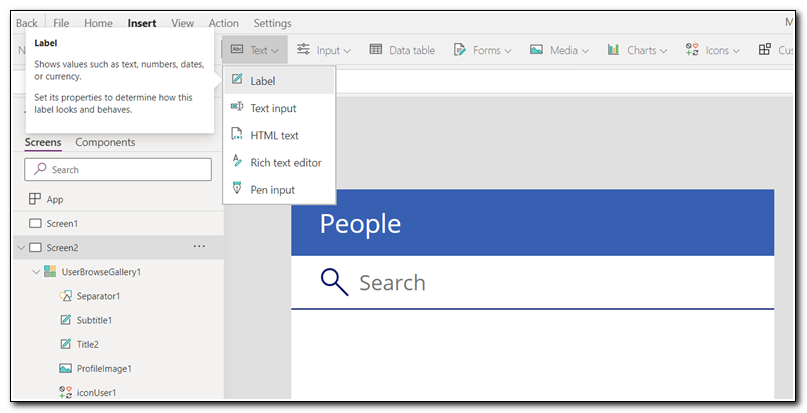 Back File Home Insert View Action Settings
Label
Shows values such as text, numbers, dates,
or currency.
Set its properties to determine how this
label looks and behaves.
Text Input Data table Forms Media Charts Icons
Label
Text input
HTML text
Rich text editor
Pen input
Screens Components
Search
App
Screen1
Screen2
UserBrowseGallery1
Separator1
Subtitle1
Title2
ProfileImage1
iconUser1
People
Search